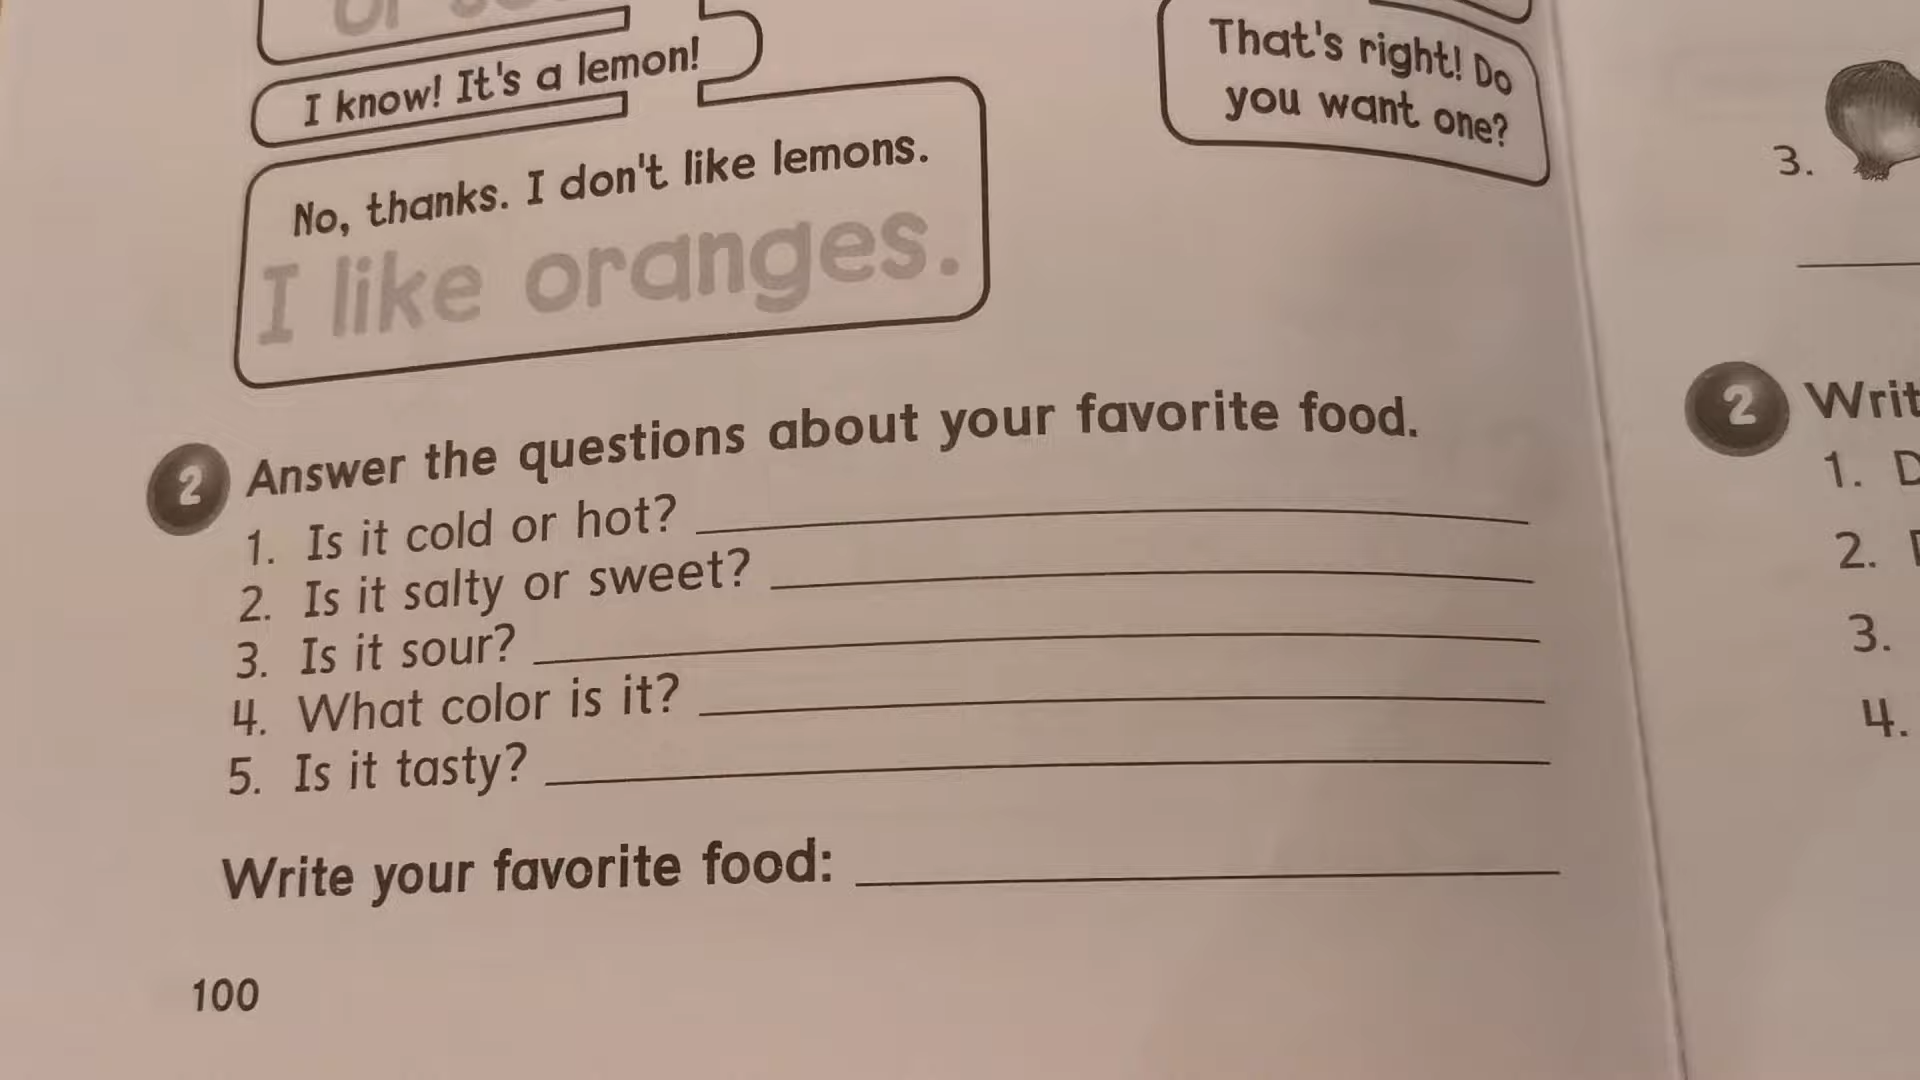 I know! It's a lemon!
No, thanks. I don't like lemons.
I like oranges.
That's right! Do
you want one?
2 Answer the questions about your favorite food.
1. Is it cold or hot?
2. Is it salty or sweet?
3. Is it sour?
4. What color is it?
5. Is it tasty?
Write your favorite food:
100
3.
2
1.
2.
3.
4.